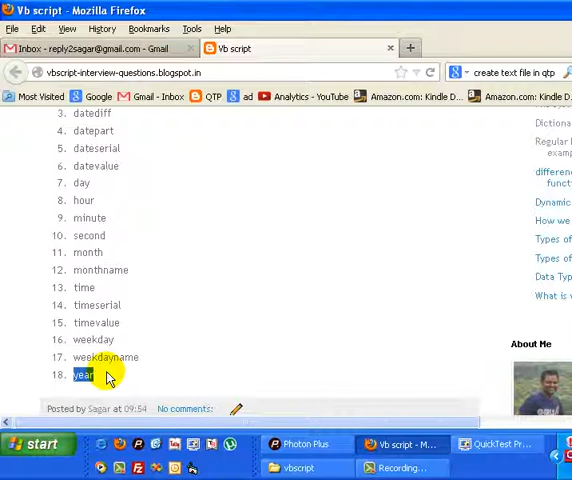 Vb script - Mozilla Firefox
File Edit View History Bookmarks Tools Help
Inbox - reply2sagar@gmail.com - Gmail × Vb script × +
vbscript-interview-questions.blogspot.in create text file in qtp
Most Visited Google Gmail - Inbox QTP ad Analytics - YouTube Amazon.com: Kindle D... Amazon.com: Kindle D...
3. datediff
4. datepart
5. dateserial
6. datevalue
7. day
8. hour
9. minute
10. second
11. month
12. monthname
13. time
14. timeserial
15. timevalue
16. weekday
17. weekdayname
18. year
Dictiona
Regular
exam
differen
funct
Dynamic
How we
Types of
Types of
Data Typ
What is
About Me
Posted by Sagar at 09:54 No comments:
start Photon Plus Vb script - M... QuickTest Pr...
vbscript Recording...